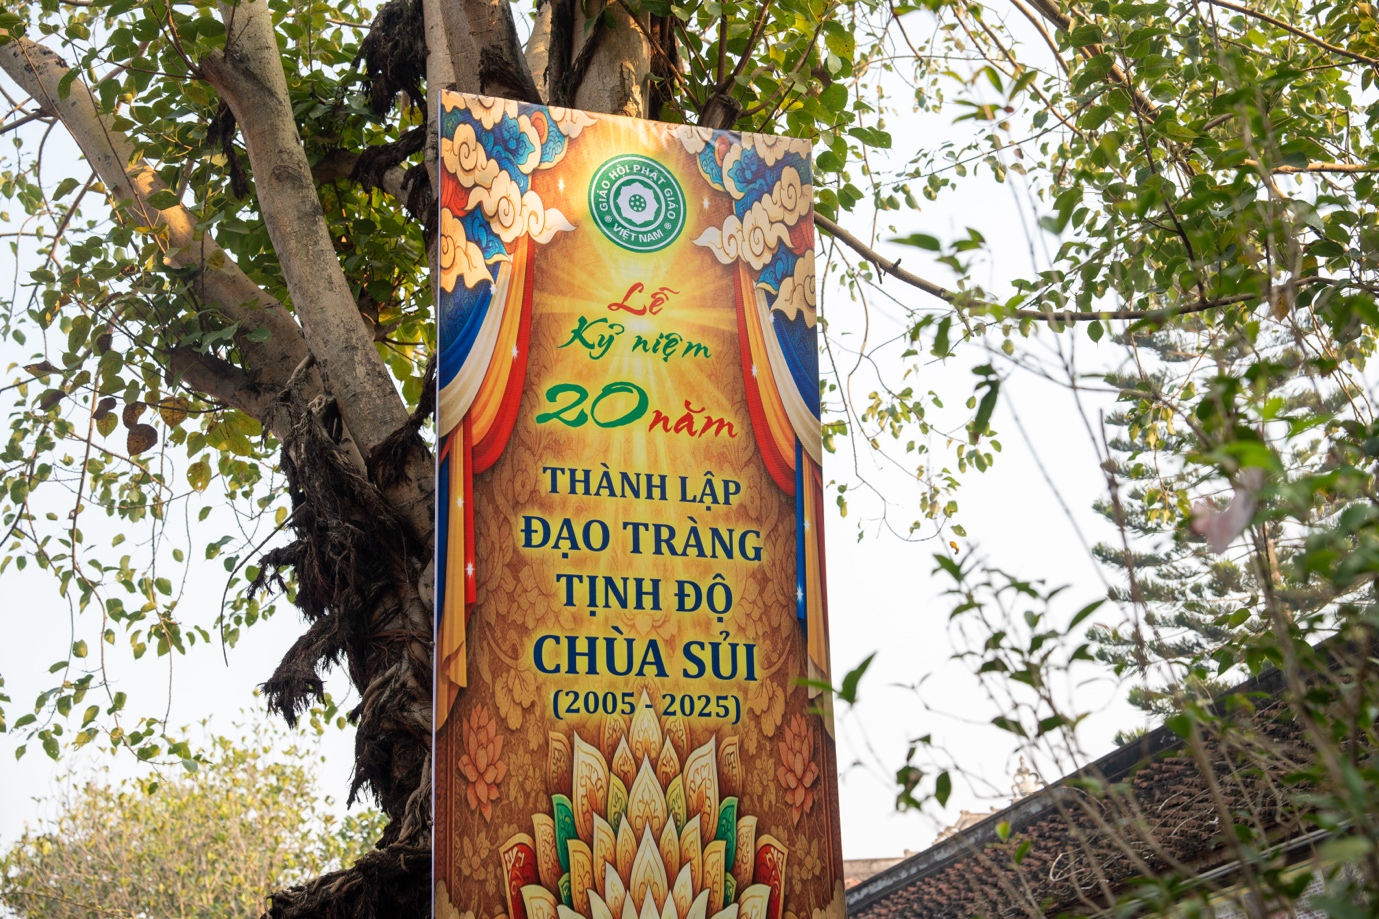 GIÁO HỘI PHẬT GIÁO
VIỆT NAM
Lễ
Kỷ niệm
20 năm
THÀNH LẬP
ĐẠO TRÀNG
TỊNH ĐỘ
CHÙA SỦI
(2005 - 2025)